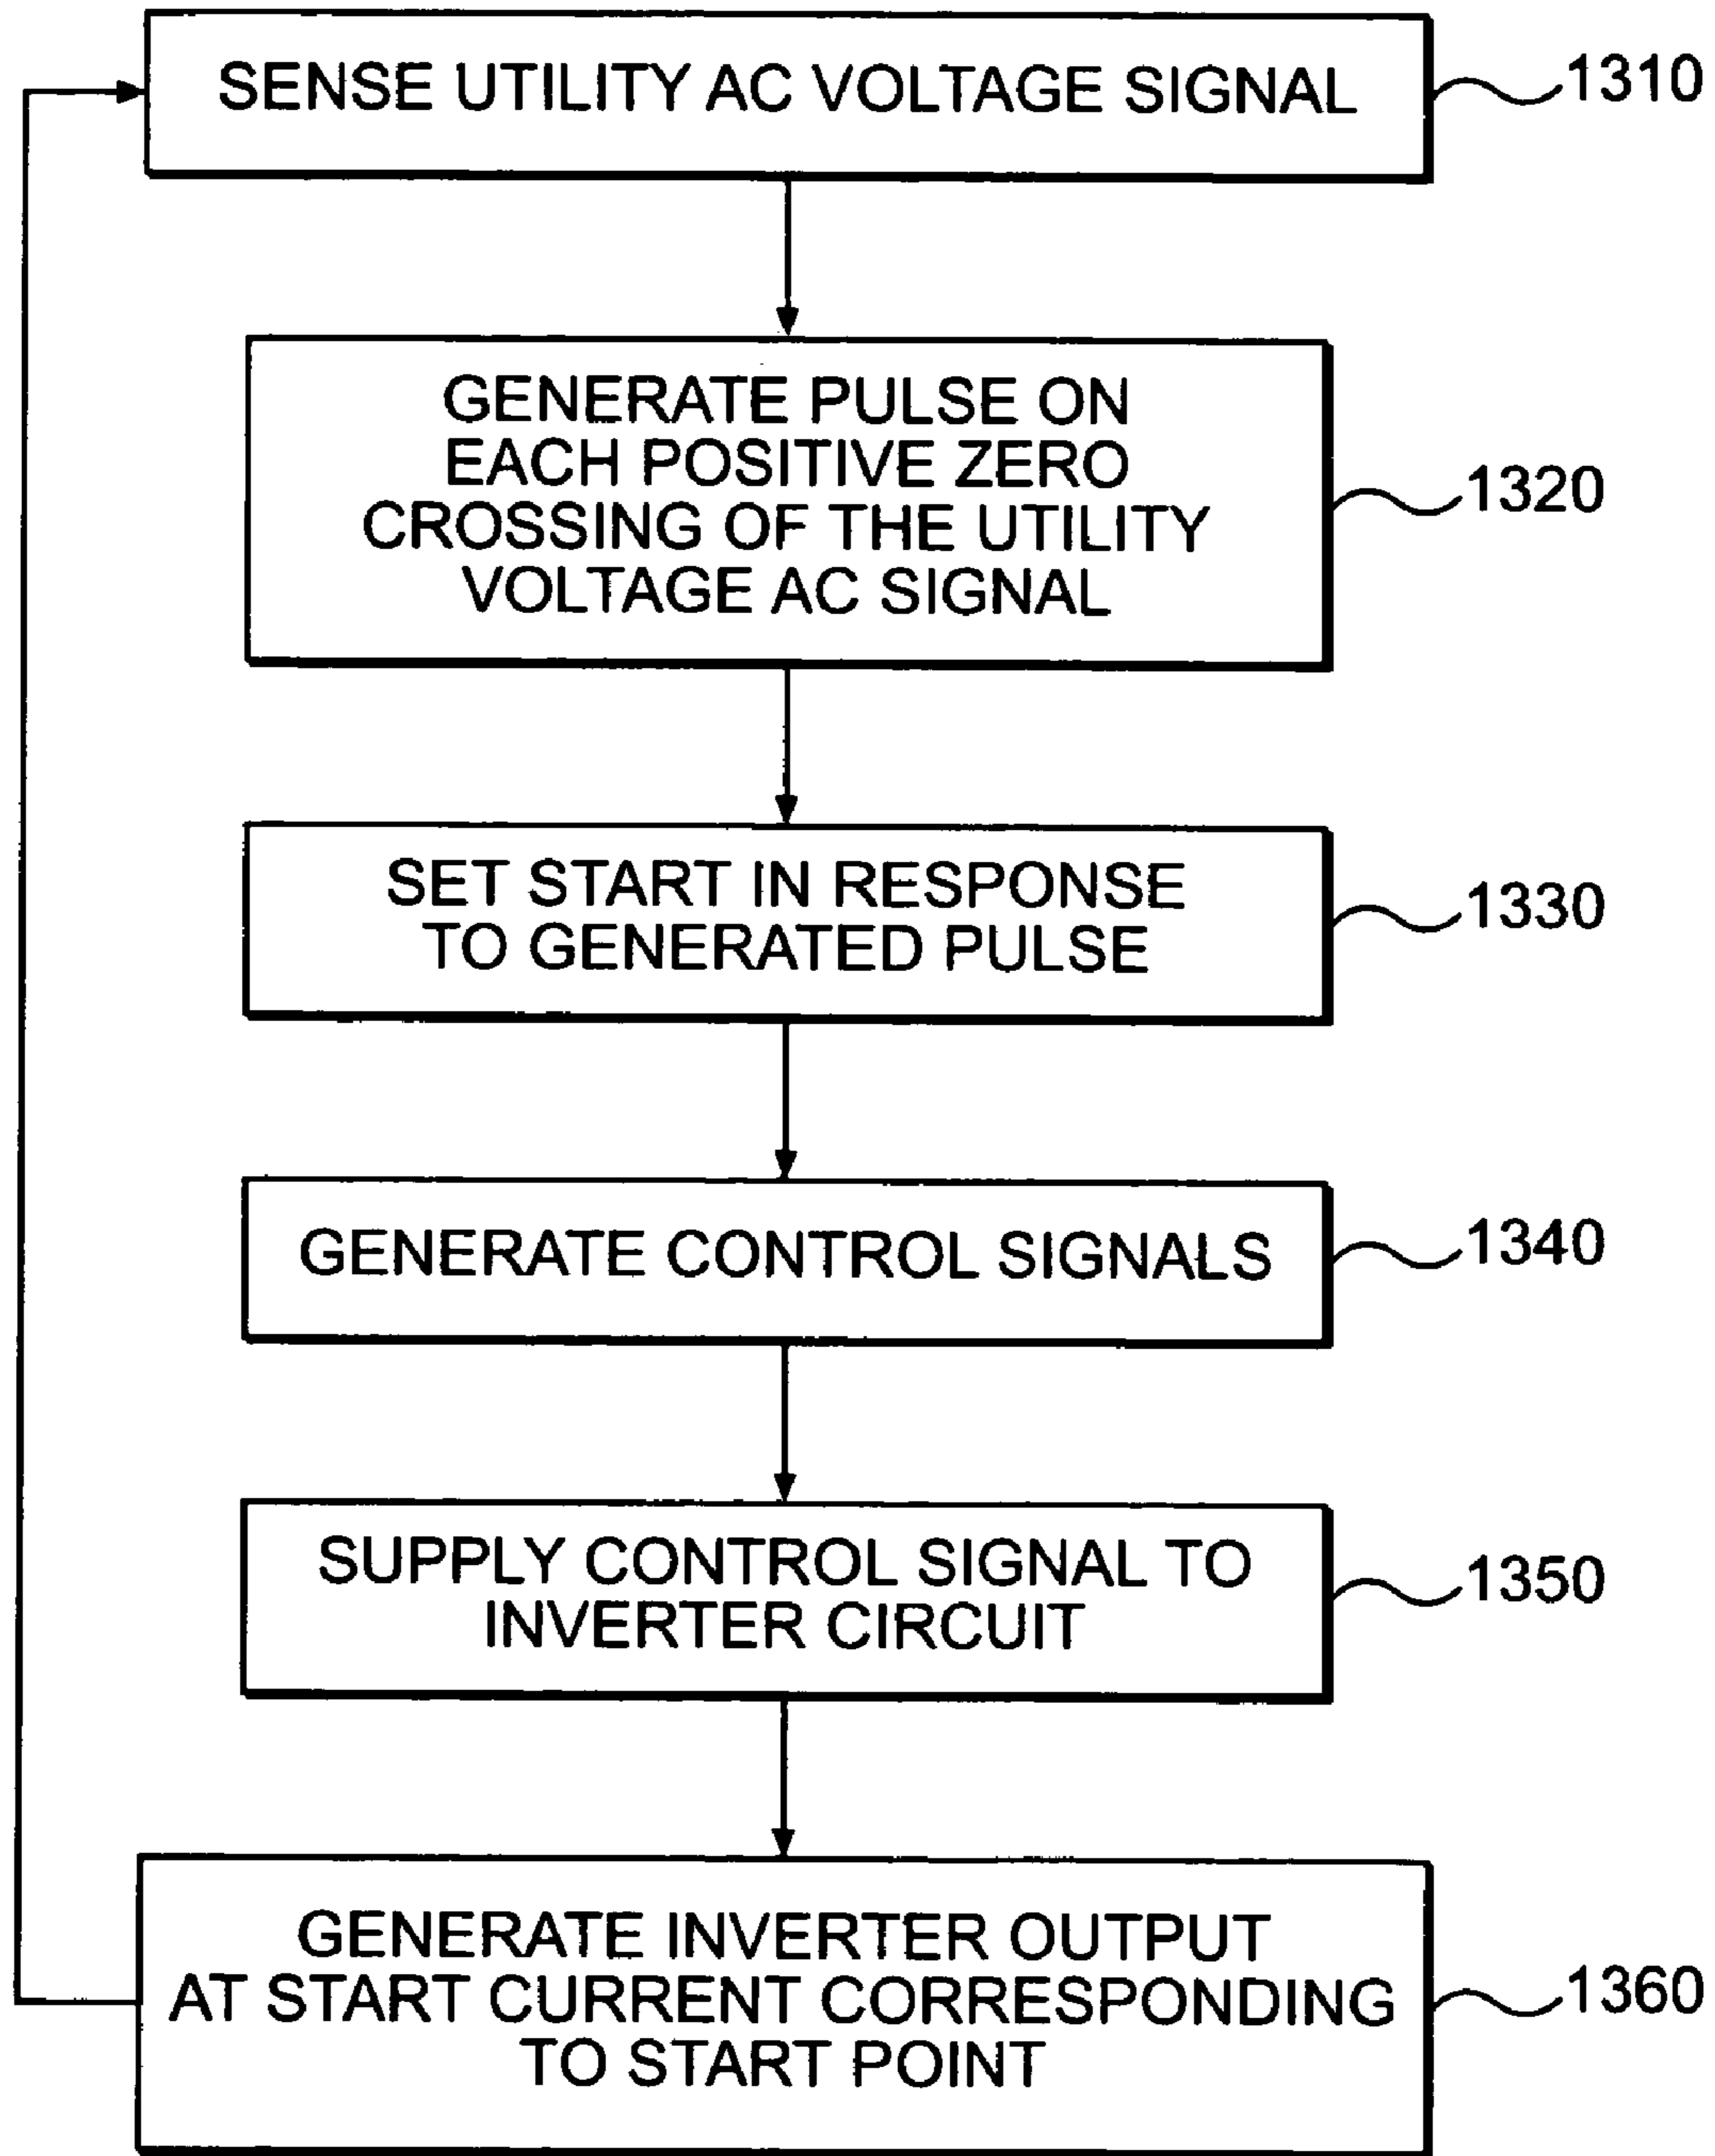 SENSE UTILITY AC VOLTAGE SIGNAL
1310
GENERATE PULSE ON
EACH POSITIVE ZERO
CROSSING OF THE UTILITY
VOLTAGE AC SIGNAL
1320
SET START IN RESPONSE
TO GENERATED PULSE
1330
GENERATE CONTROL SIGNALS
1340
SUPPLY CONTROL SIGNAL TO
INVERTER CIRCUIT
1350
GENERATE INVERTER OUTPUT
AT START CURRENT CORRESPONDING
TO START POINT
1360